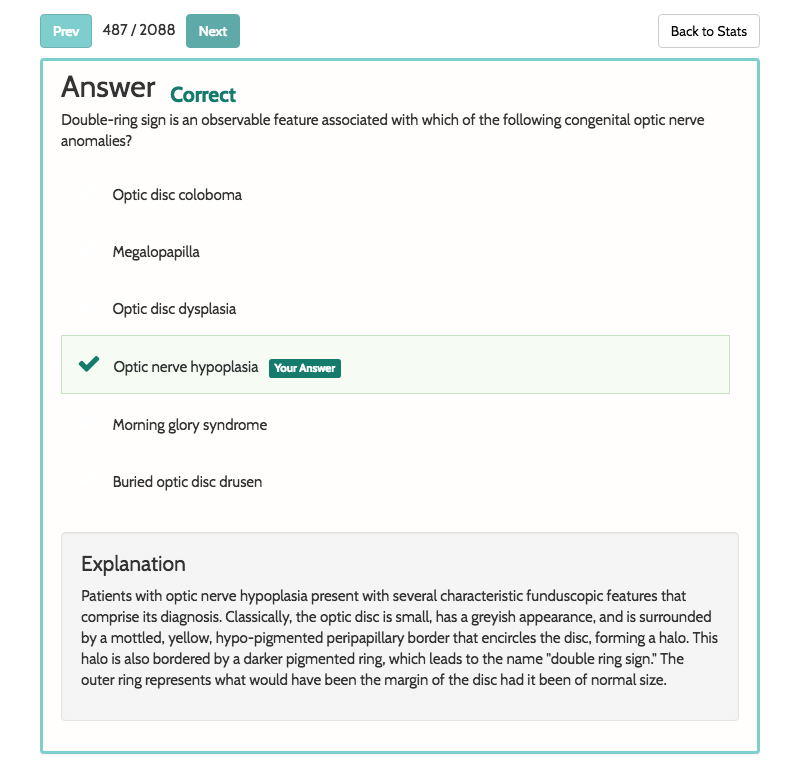 Prev 487 / 2088 Next Back to Stats
Answer Correct
Double-ring sign is an observable feature associated with which of the following congenital optic nerve
anomalies?
Optic disc coloboma
Megalopapilla
Optic disc dysplasia
Optic nerve hypoplasia Your Answer
Morning glory syndrome
Buried optic disc drusen
Explanation
Patients with optic nerve hypoplasia present with several characteristic funduscopic features that
comprise its diagnosis. Classically, the optic disc is small, has a greyish appearance, and is surrounded
by a mottled, yellow, hypo-pigmented peripapillary border that encircles the disc, forming a halo. This
halo is also bordered by a darker pigmented ring, which leads to the name "double ring sign." The
outer ring represents what would have been the margin of the disc had it been of normal size.